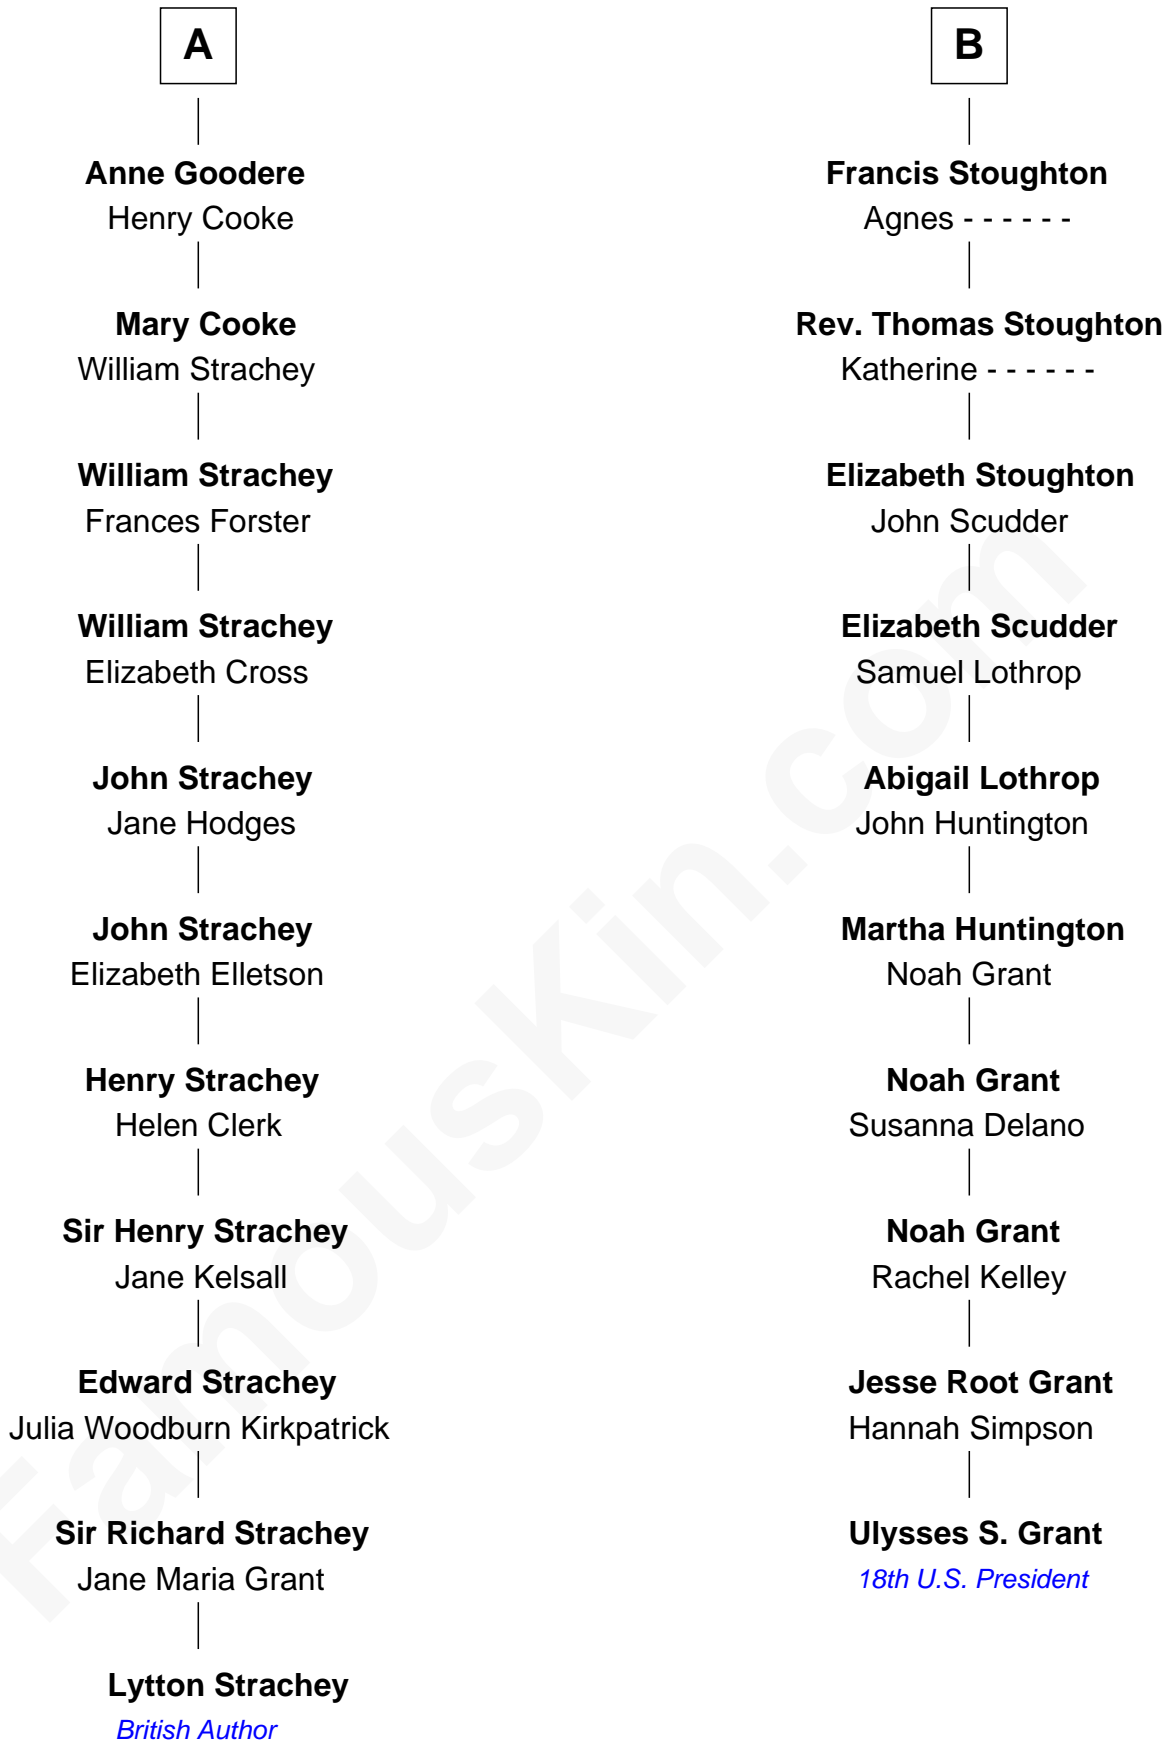 A
Anne Goodere
Henry Cooke
Mary Cooke
William Strachey
William Strachey
Frances Forster
William Strachey
Elizabeth Cross
John Strachey
Jane Hodges
John Strachey
Elizabeth Elletson
Henry Strachey
Helen Clerk
Sir Henry Strachey
Jane Kelsall
Edward Strachey
Julia Woodburn Kirkpatrick
Sir Richard Strachey
Jane Maria Grant
Lytton Strachey
British Author
B
Francis Stoughton
Agnes - - - - - -
Rev. Thomas Stoughton
Katherine - - - - - -
Elizabeth Stoughton
John Scudder
Elizabeth Scudder
Samuel Lothrop
Abigail Lothrop
John Huntington
Martha Huntington
Noah Grant
Noah Grant
Susanna Delano
Noah Grant
Rachel Kelley
Jesse Root Grant
Hannah Simpson
Ulysses S. Grant
18th U.S. President
FamousKin.com